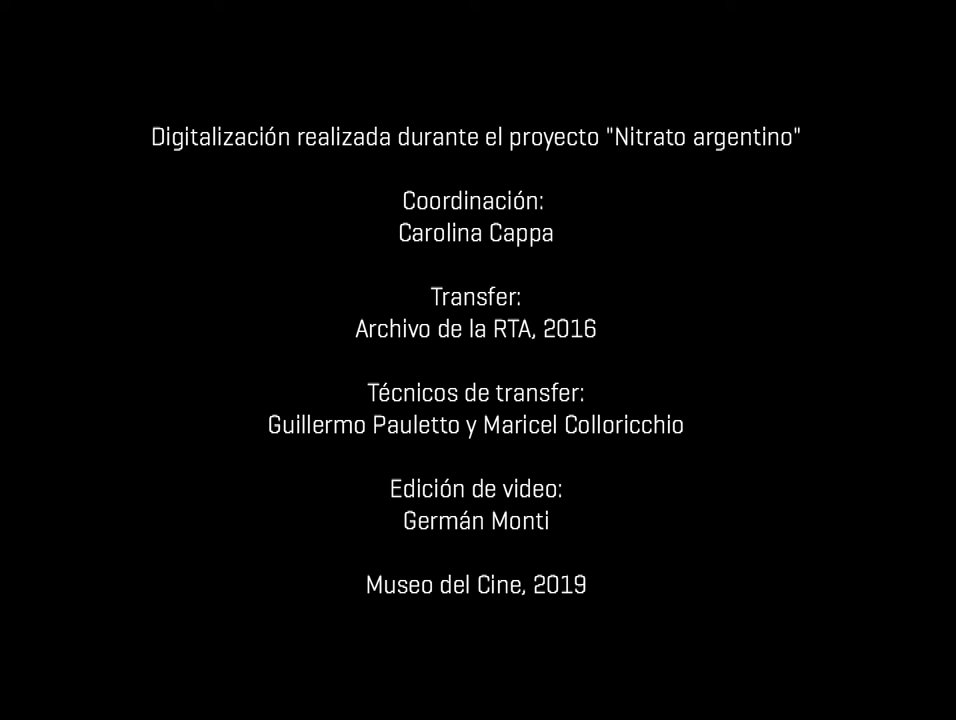 Digitalización realizada durante el proyecto "Nitrato argentino"
Coordinación:
Carolina Cappa
Transfer:
Archivo de la RTA, 2016
Técnicos de transfer:
Guillermo Pauletto y Maricel Colloricchio
Edición de video:
Germán Monti
Museo del Cine, 2019